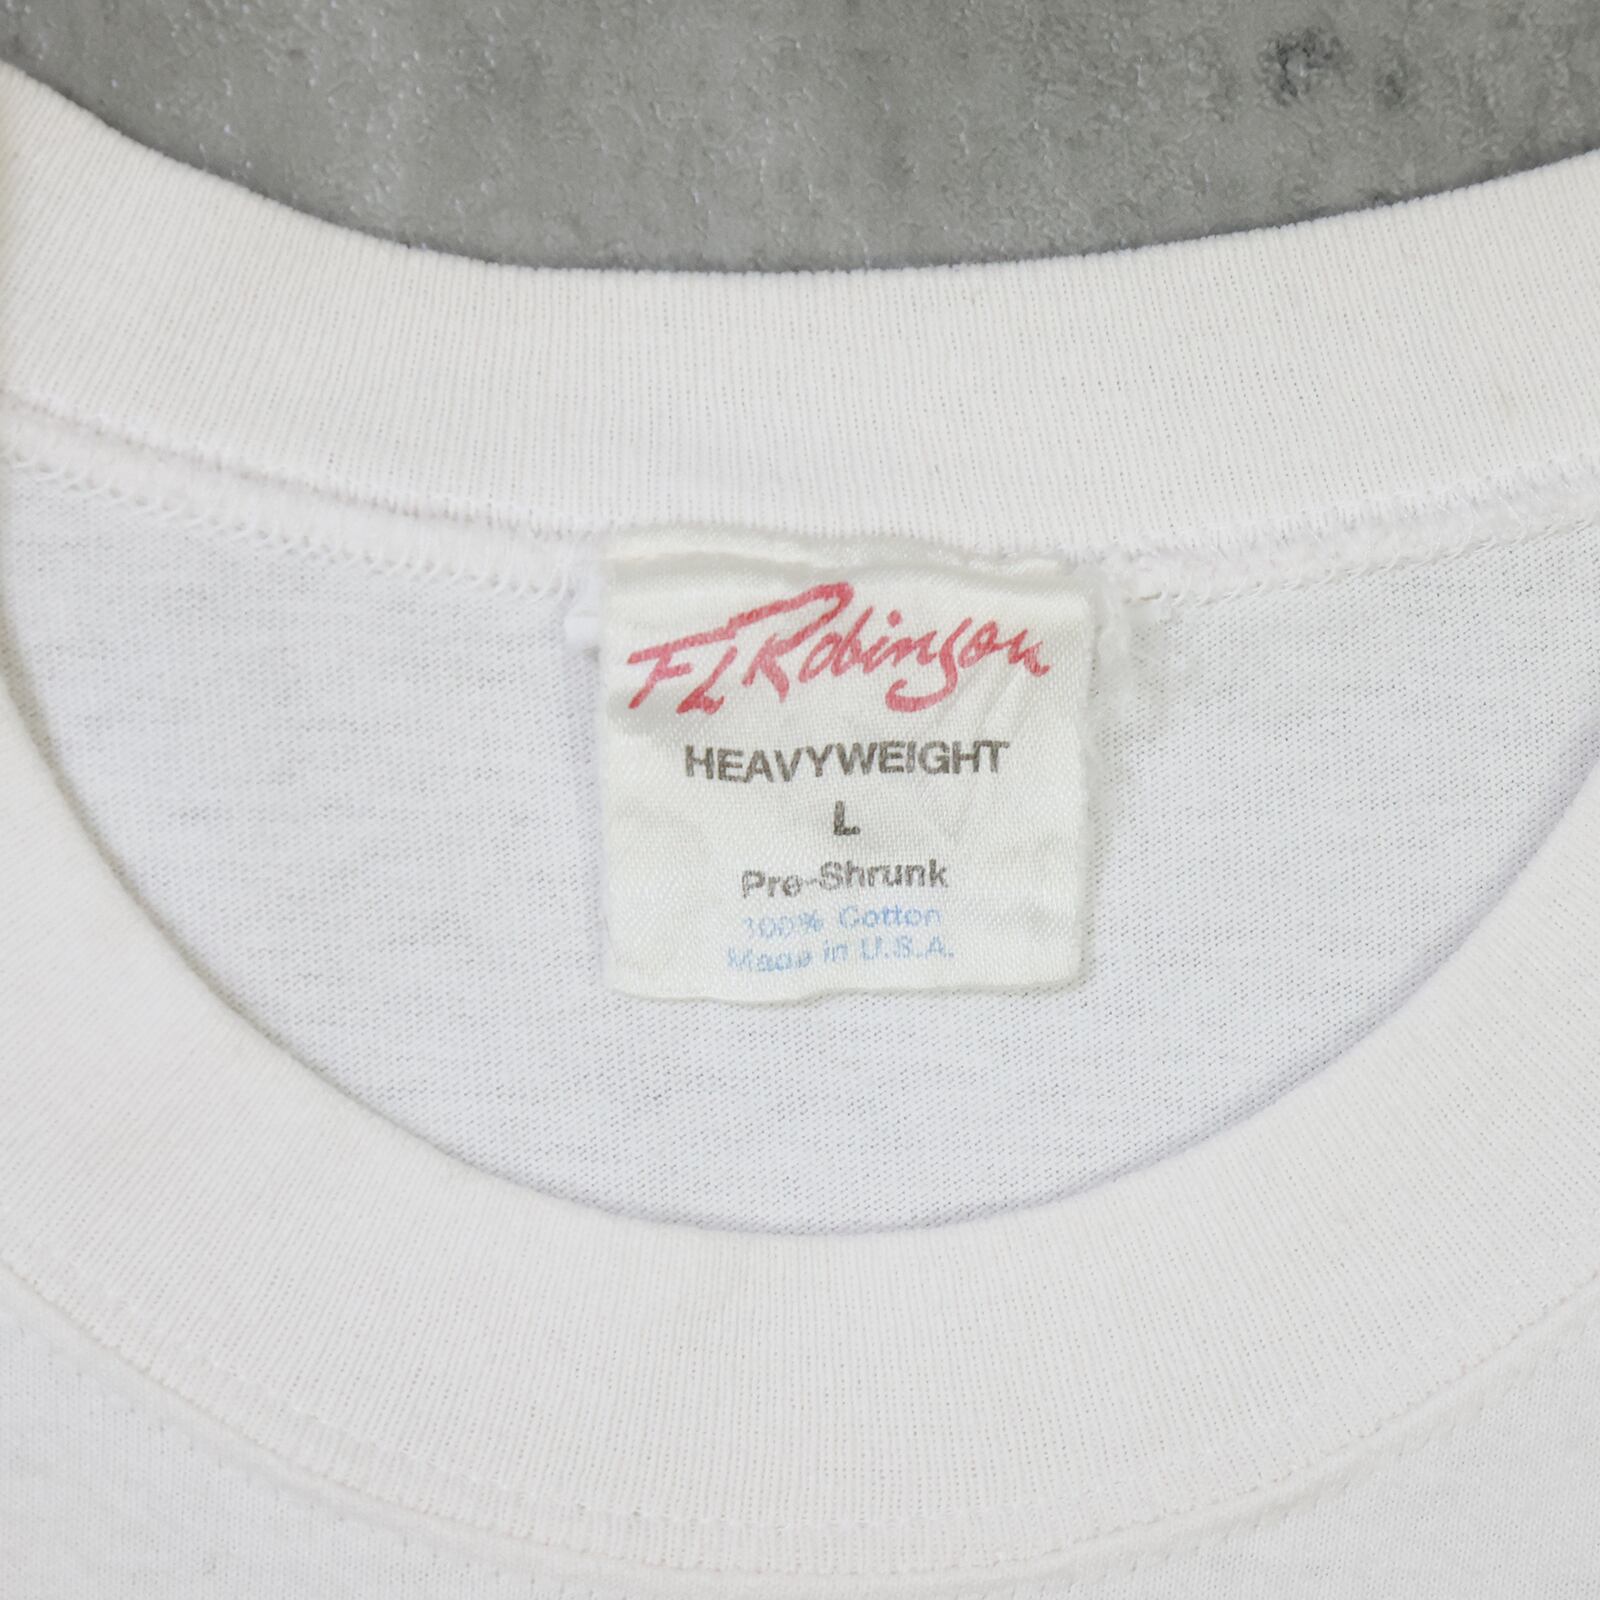 FL Robinson
HEAVYWEIGHT
L
Pre-Shrunk
100% Cotton
Made in U.S.A.